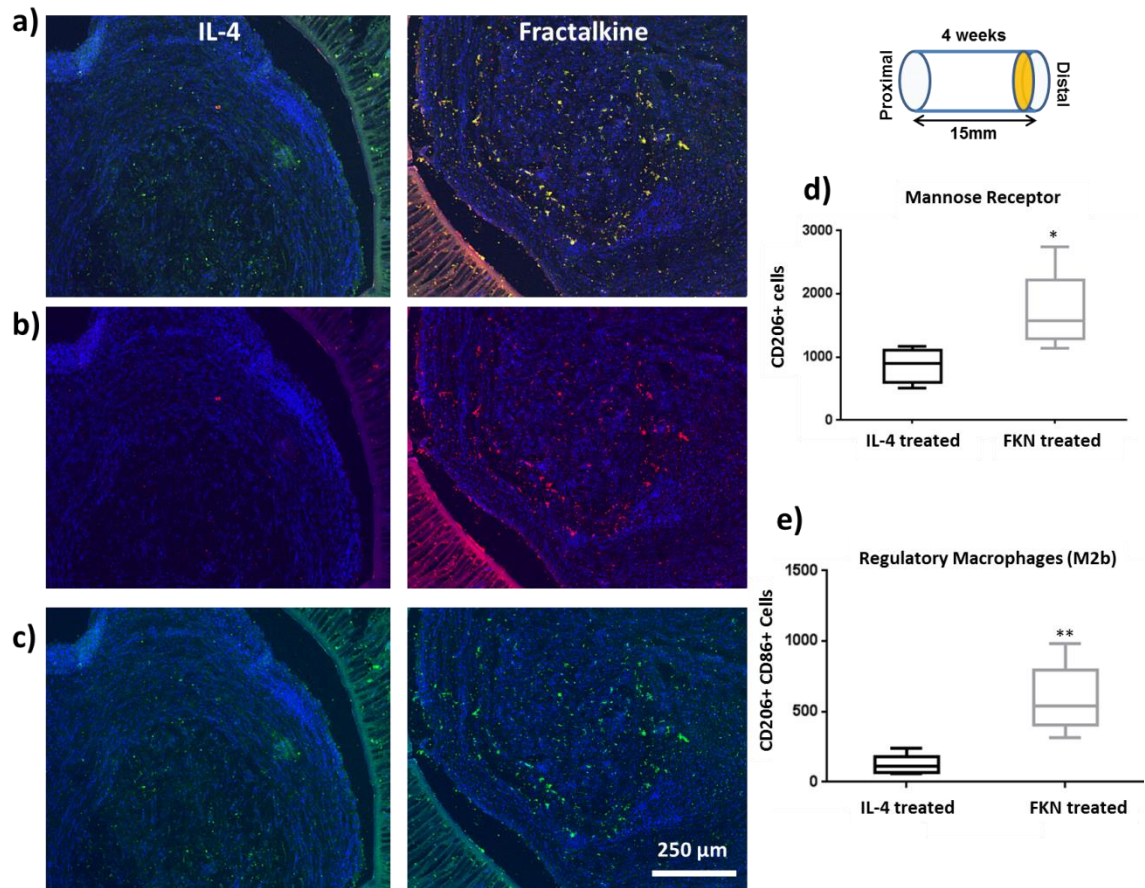 a)
IL-4
Fractalkine
b)
c)
250 μm
4 weeks
Proximal
Distal
15mm
d)
Mannose Receptor
3000
*
2000
1000
0
CD206+ cells
IL-4 treated
FKN treated
e)
Regulatory Macrophages (M2b)
1500
**
1000
500
0
CD206+ CD86+ Cells
IL-4 treated
FKN treated